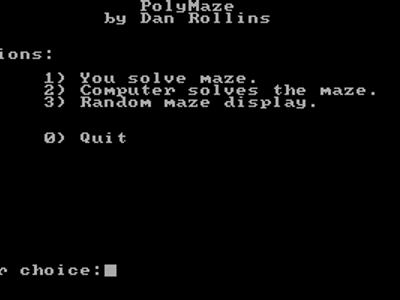 PolyMaze
by Dan Rollins
ions:
1) You solve maze.
2) Computer solves the maze.
3) Random maze display.
0) Quit
r choice: